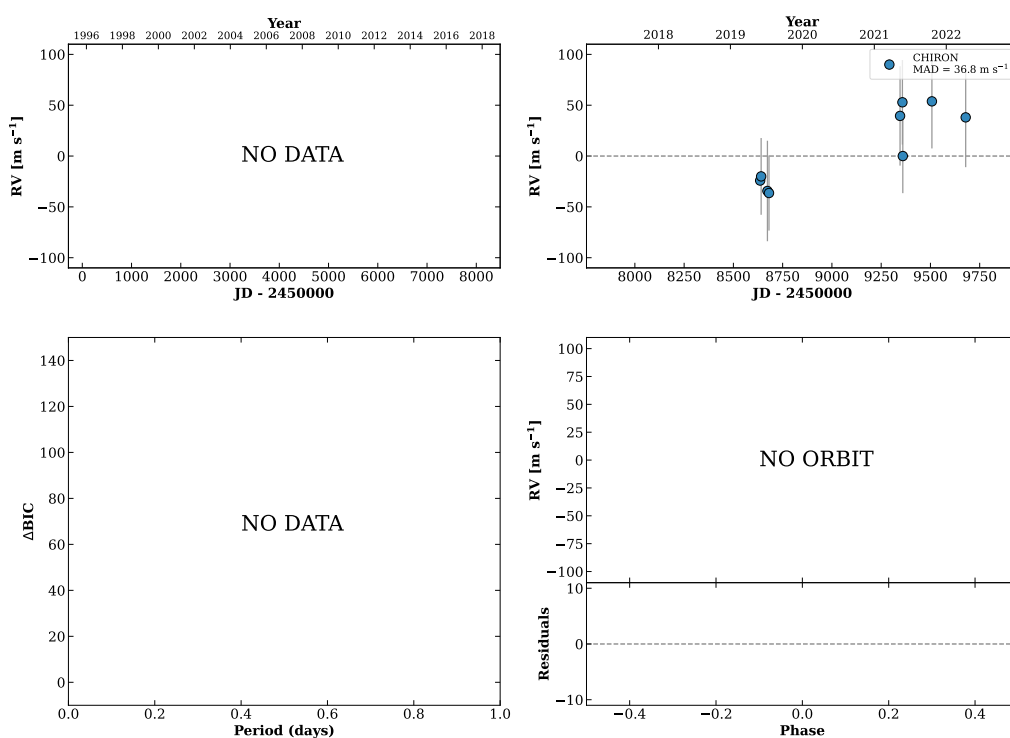 Year
1996 1998 2000 2002 2004 2006 2008 2010 2012 2014 2016 2018
RV [m s⁻¹]
100
50
0
−50
−100
NO DATA
0 1000 2000 3000 4000 5000 6000 7000 8000
JD - 2450000
Year
2018 2019 2020 2021 2022
RV [m s⁻¹]
100
50
0
−50
−100
CHIRON
MAD = 36.8 m s⁻¹
8000 8250 8500 8750 9000 9250 9500 9750
JD - 2450000
ΔBIC
140
120
100
80
60
40
20
0
NO DATA
0.0 0.2 0.4 0.6 0.8 1.0
Period (days)
RV [m s⁻¹]
100
75
50
25
0
−25
−50
−75
−100
NO ORBIT
Residuals
10
0
−10
−0.4 −0.2 0.0 0.2 0.4
Phase